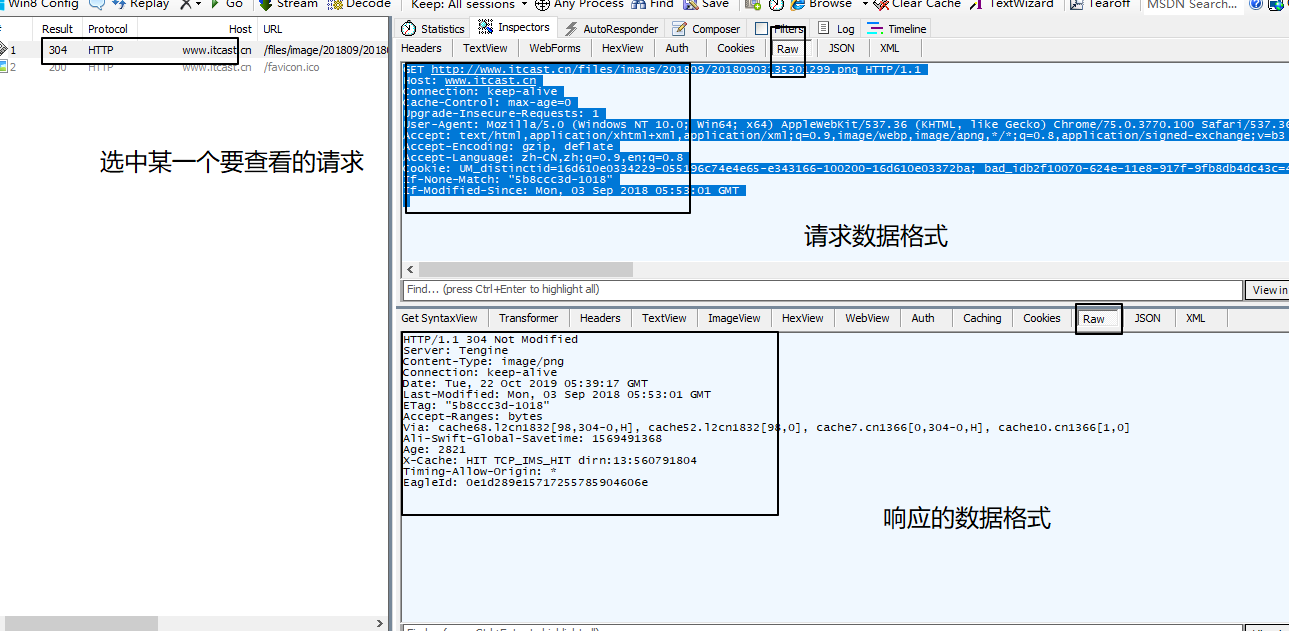 Win8 Config Replay X Go Stream Decode Keep: All sessions Any Process Find Save Browse Clear Cache TextWizard Tearoff MSDN Search...
Statistics Inspectors AutoResponder Composer Filters Log Timeline
# Result Protocol Host URL
1 304 HTTP www.itcast.cn /files/image/201809/2018
2 200 HTTP www.itcast.cn /favicon.ico
选中某一个要查看的请求
Headers TextView WebForms HexView Auth Cookies Raw JSON XML
GET http://www.itcast.cn/files/image/201809/20180903135301299.png HTTP/1.1
Host: www.itcast.cn
Connection: keep-alive
Cache-Control: max-age=0
Upgrade-Insecure-Requests: 1
User-Agent: Mozilla/5.0 (Windows NT 10.0; Win64; x64) AppleWebKit/537.36 (KHTML, like Gecko) Chrome/75.0.3770.100 Safari/537.36
Accept: text/html,application/xhtml+xml,application/xml;q=0.9,image/webp,image/apng,*/*;q=0.8,application/signed-exchange;v=b3
Accept-Encoding: gzip, deflate
Accept-Language: zh-CN,zh;q=0.9,en;q=0.8
Cookie: UM_distinctid=16d610e0334229-055196c74e4e65-e343166-100200-16d610e03372ba; bad_idb2f10070-624e-11e8-917f-9fb8db4dc43c=4
If-None-Match: "5b8ccc3d-1018"
If-Modified-Since: Mon, 03 Sep 2018 05:53:01 GMT
请求数据格式
Find... (press Ctrl+Enter to highlight all) View in
Get SyntaxView Transformer Headers TextView ImageView HexView WebView Auth Caching Cookies Raw JSON XML
HTTP/1.1 304 Not Modified
Server: Tengine
Content-Type: image/png
Connection: keep-alive
Date: Tue, 22 Oct 2019 05:39:17 GMT
Last-Modified: Mon, 03 Sep 2018 05:53:01 GMT
ETag: "5b8ccc3d-1018"
Accept-Ranges: bytes
Via: cache68.l2cn1832[98,304-0,H], cache52.l2cn1832[98,0], cache7.cn1366[0,304-0,H], cache10.cn1366[1,0]
Ali-Swift-Global-Savetime: 1569491368
Age: 2821
X-Cache: HIT TCP_IMS_HIT dirn:13:560791804
Timing-Allow-Origin: *
EagleId: 0e1d289e15717255785904606e
响应的数据格式